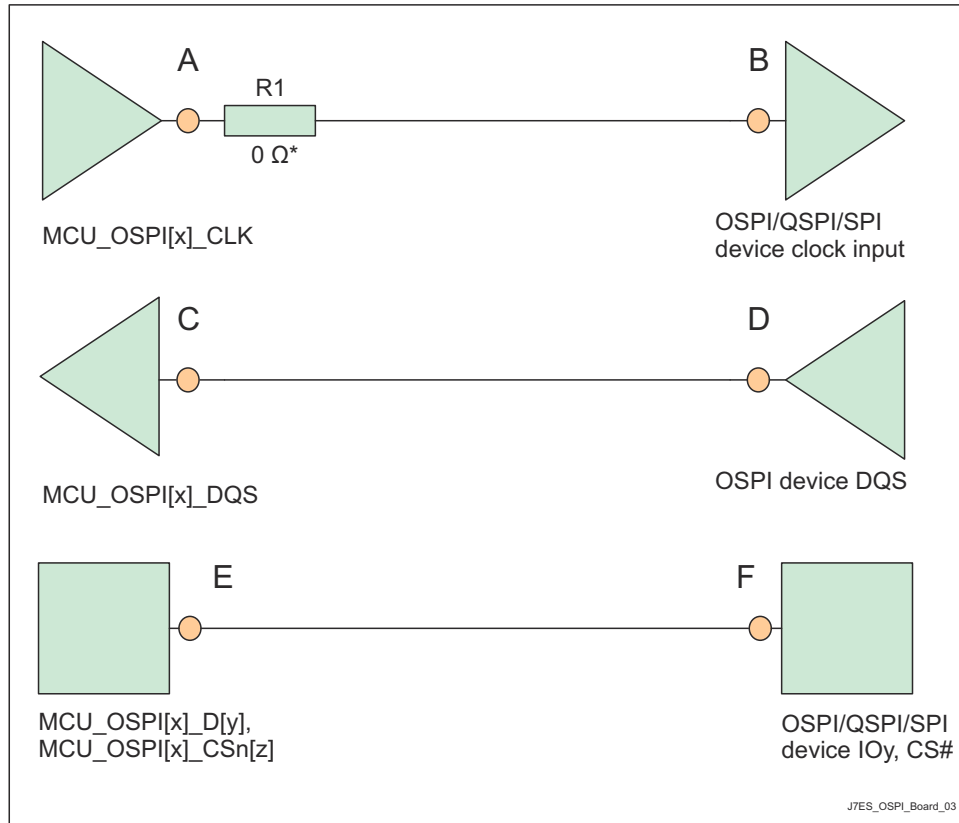 A
B
R1
0 Ω*
MCU_OSPI[x]_CLK
OSPI/QSPI/SPI
device clock input
C
D
MCU_OSPI[x]_DQS
OSPI device DQS
E
F
MCU_OSPI[x]_D[y],
MCU_OSPI[x]_CSn[z]
OSPI/QSPI/SPI
device IOy, CS#
J7ES_OSPI_Board_03